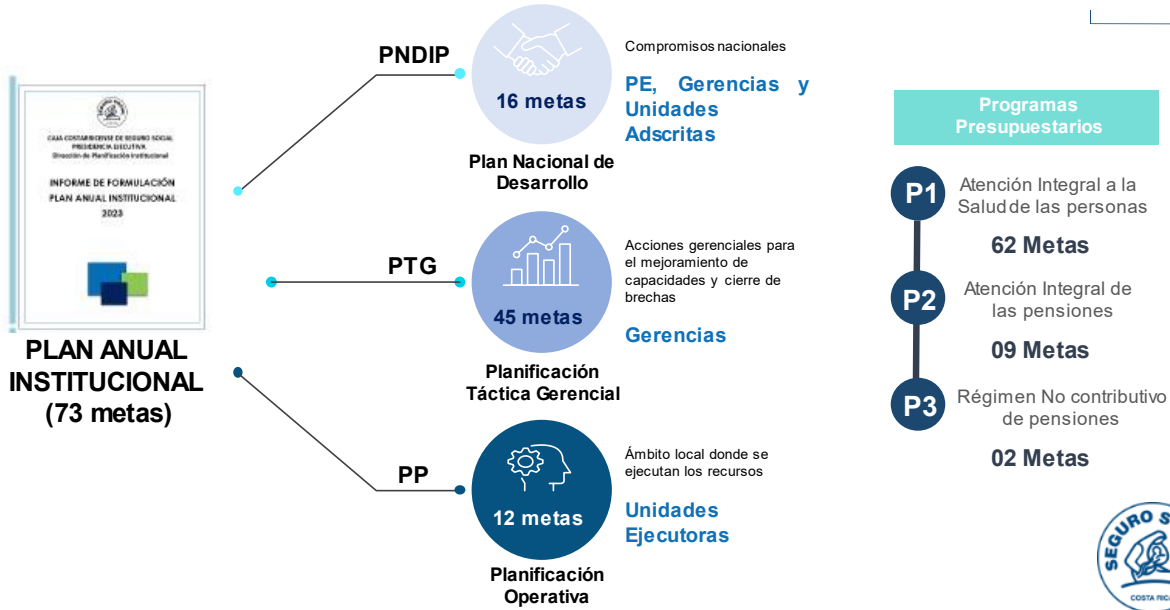 CAJA COSTARRICENSE DE SEGURO SOCIAL
PRESIDENCIA EJECUTIVA
Dirección de Planificación Institucional
INFORME DE FORMULACIÓN
PLAN ANUAL INSTITUCIONAL
2023
PLAN ANUAL
INSTITUCIONAL
(73 metas)
PNDIP
16 metas
Plan Nacional de
Desarrollo
Compromisos nacionales
PE, Gerencias y
Unidades
Adscritas
PTG
45 metas
Planificación
Táctica Gerencial
Acciones gerenciales para
el mejoramiento de
capacidades y cierre de
brechas
Gerencias
PP
12 metas
Planificación
Operativa
Ámbito local donde se
ejecutan los recursos
Unidades
Ejecutoras
Programas
Presupuestarios
P1
Atención Integral a la
Salud de las personas
62 Metas
P2
Atención Integral de
las pensiones
09 Metas
P3
Régimen No contributivo
de pensiones
02 Metas
SEGURO S
COSTA RIC